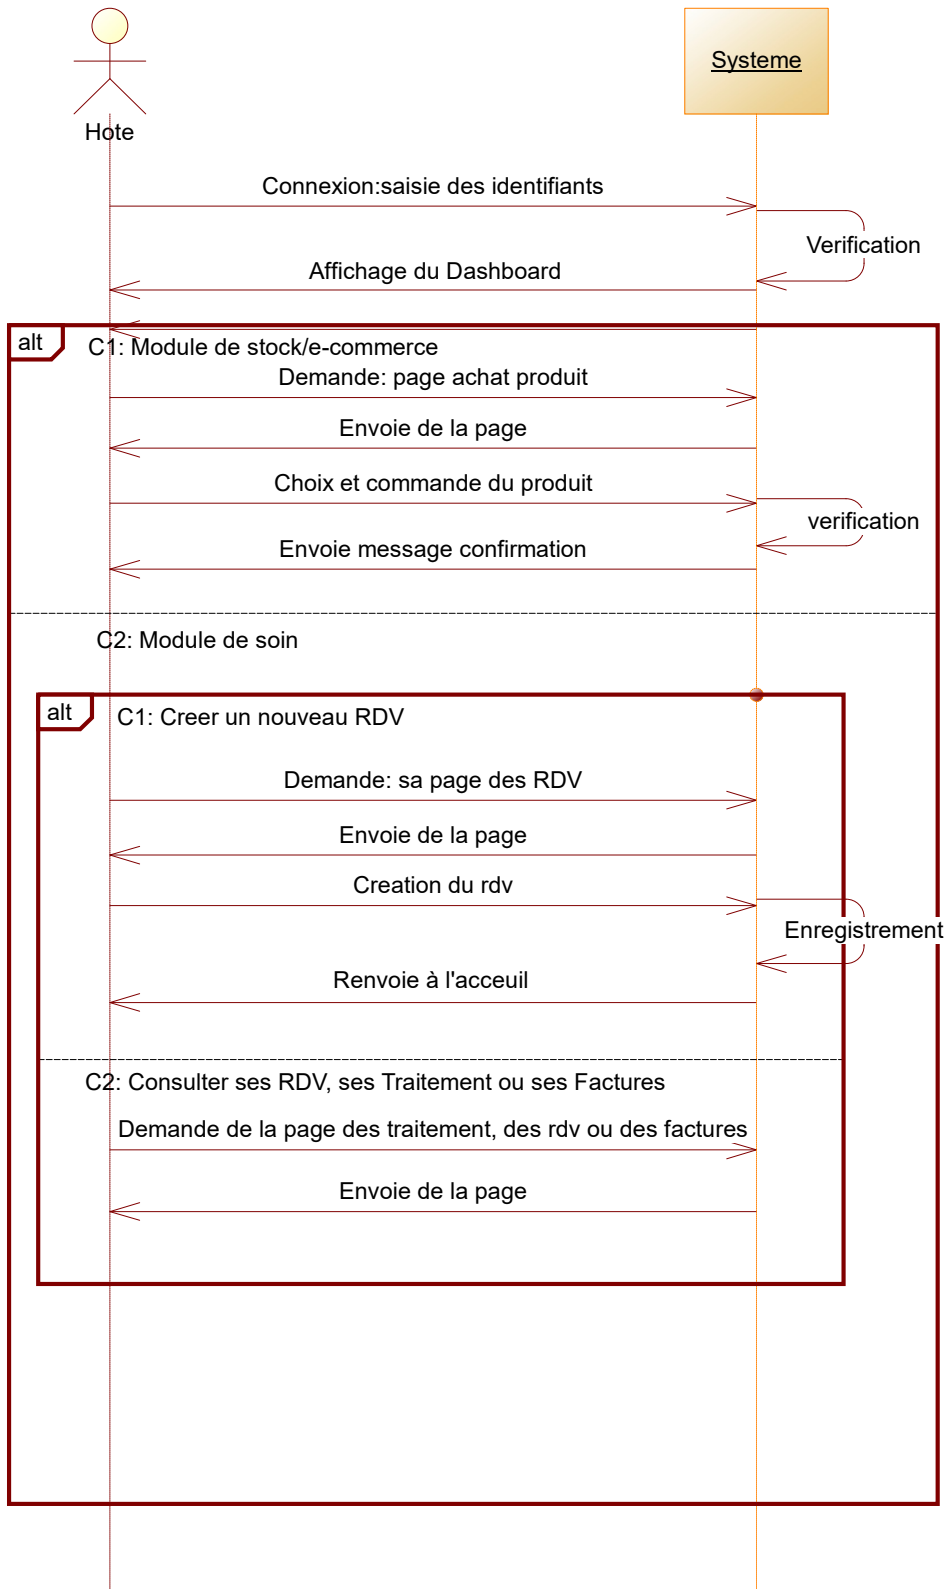 Hote
Systeme
Connexion:saisie des identifiants
Verification
Affichage du Dashboard
alt
C1: Module de stock/e-commerce
Demande: page achat produit
Envoie de la page
Choix et commande du produit
verification
Envoie message confirmation
C2: Module de soin
alt
C1: Creer un nouveau RDV
Demande: sa page des RDV
Envoie de la page
Creation du rdv
Enregistrement
Renvoie à l'acceuil
C2: Consulter ses RDV, ses Traitement ou ses Factures
Demande de la page des traitement, des rdv ou des factures
Envoie de la page